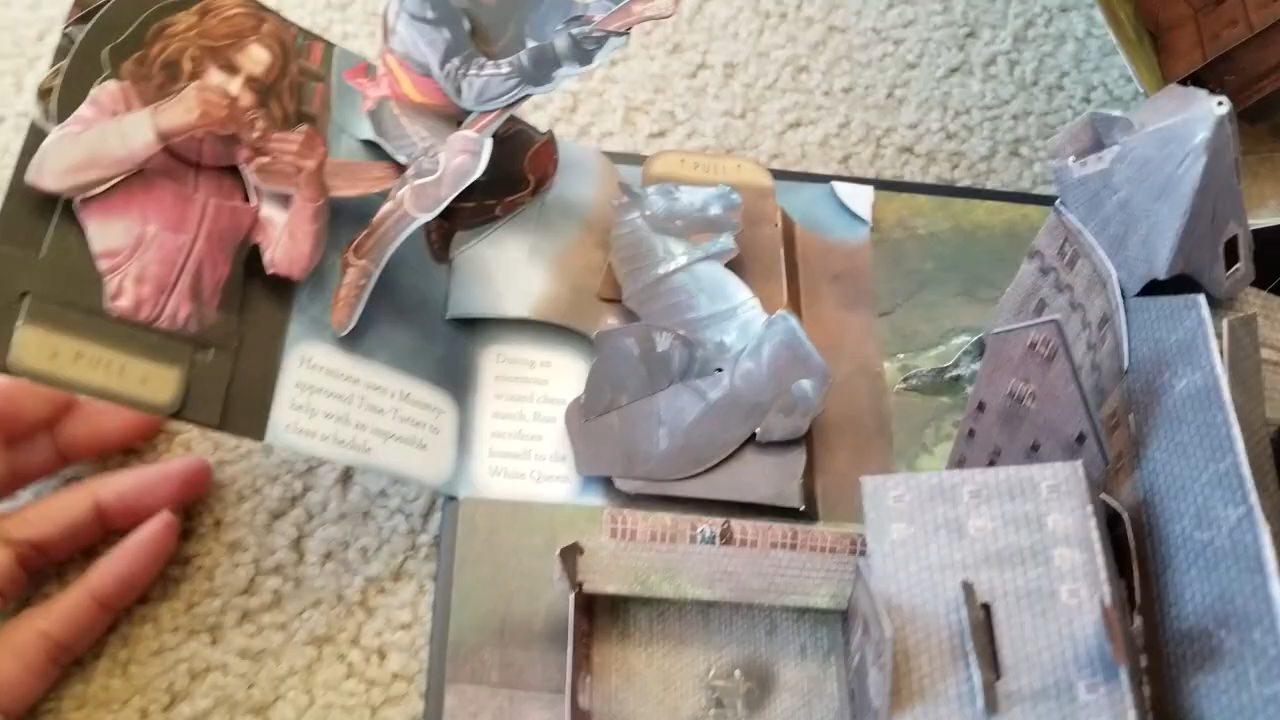 PULL
PULL
Hermione uses a Ministry-
approved Time-Turner to
help with an impossible
class schedule.
During an
enormous
wizard chess
match, Ron
sacrifices
himself to the
White Queen.